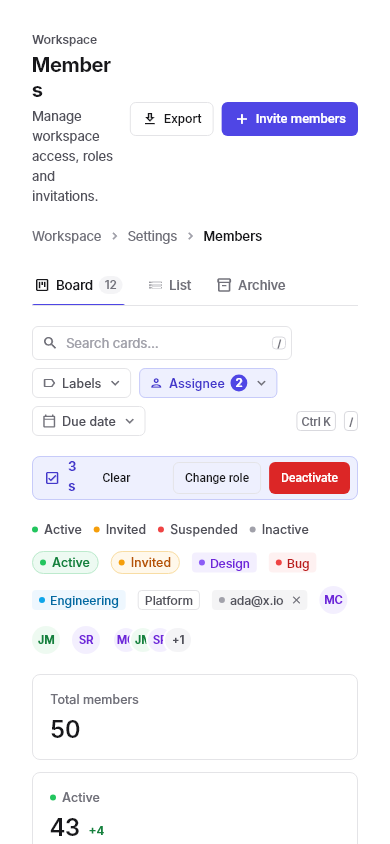 Workspace
Member
s
Manage
workspace
access, roles
and
invitations.
Export
Invite members
Workspace > Settings > Members
Board 12 List Archive
Search cards... /
Labels Assignee 2
Due date Ctrl K /
3
s
Clear Change role Deactivate
Active Invited Suspended Inactive
Active Invited Design Bug
Engineering Platform ada@x.io × MC
JM SR +1
Total members
50
Active
43 +4